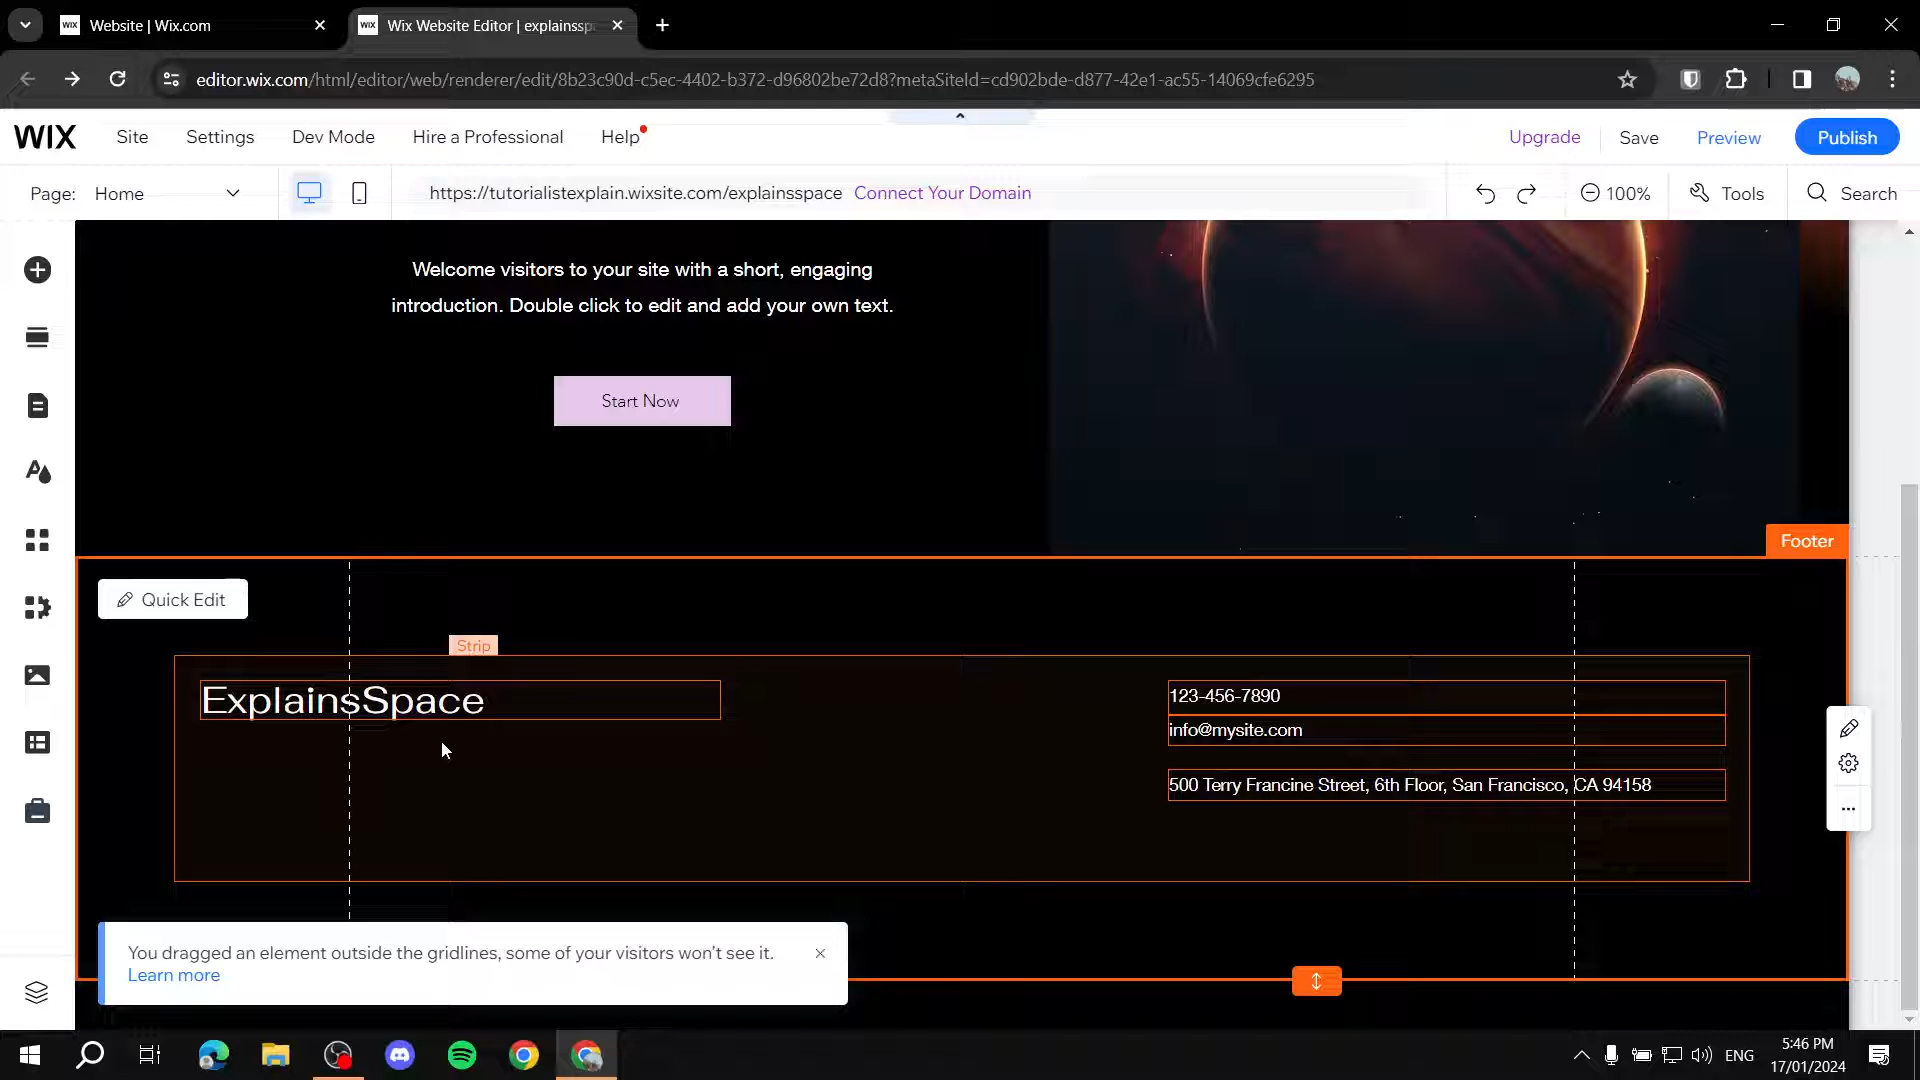 Website | Wix.com
Wix Website Editor | explainssp
editor.wix.com/html/editor/web/renderer/edit/8b23c90d-c5ec-4402-b372-d96802be72d8?metaSiteId=cd902bde-d877-42e1-ac55-14069cfe6295
WIX Site Settings Dev Mode Hire a Professional Help Upgrade Save Preview Publish
Page: Home https://tutorialistexplain.wixsite.com/explainsspace Connect Your Domain 100% Tools Search
Welcome visitors to your site with a short, engaging
introduction. Double click to edit and add your own text.
Start Now
Footer
Quick Edit
Strip
ExplainsSpace
123-456-7890
info@mysite.com
500 Terry Francine Street, 6th Floor, San Francisco, CA 94158
You dragged an element outside the gridlines, some of your visitors won't see it.
Learn more
ENG
5:46 PM
17/01/2024